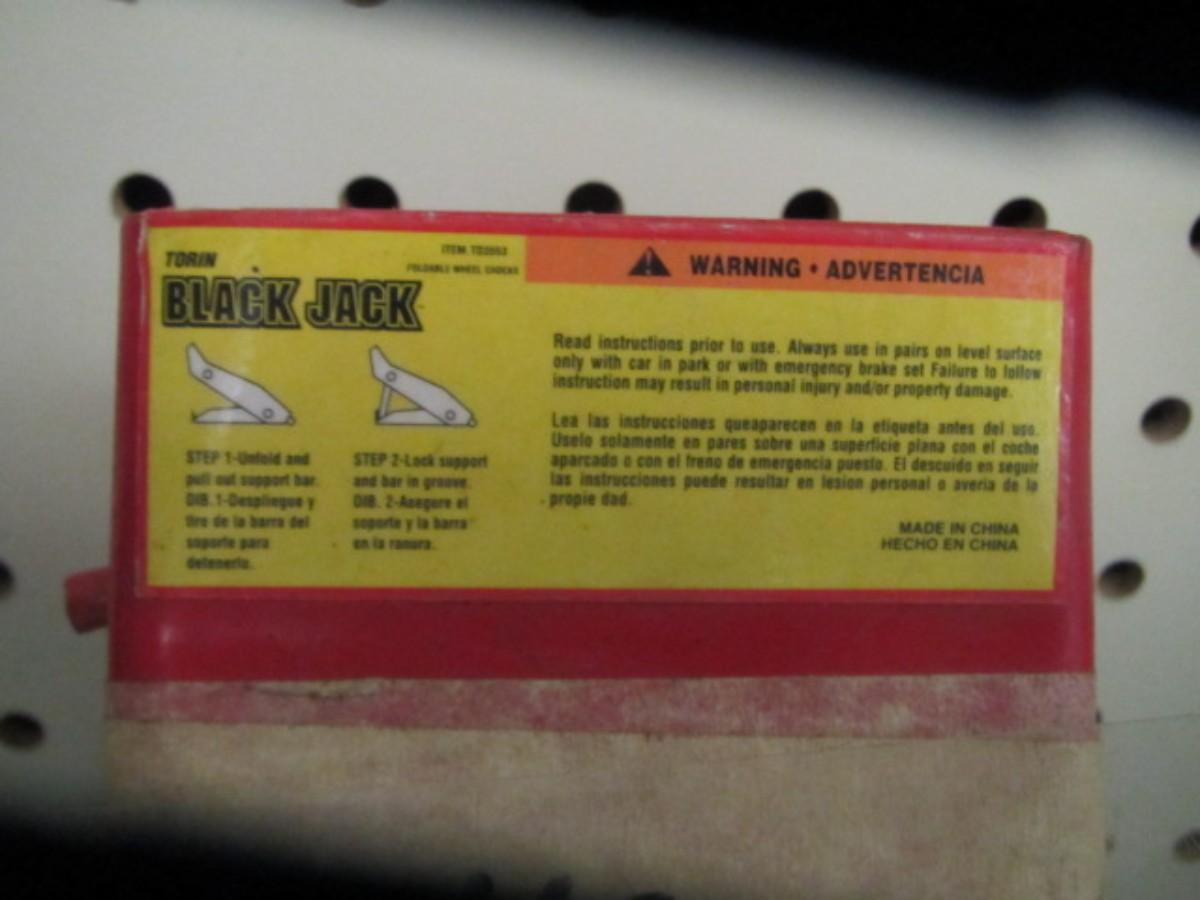 TORIN
BLACK JACK
ITEM
FOLDABLE WHEEL CHOCKS
WARNING • ADVERTENCIA
STEP 1-Unfold and
pull out support bar.
DIB. 1-Despliegue y
tire de la barra del
soporte para
detenerlo.
STEP 2-Lock support
and bar in groove.
DIB. 2-Asegure el
soporte y la barra
en la ranura.
Read instructions prior to use. Always use in pairs on level surface
only with car in park or with emergency brake set Failure to follow
instruction may result in personal injury and/or property damage.
Lea las instrucciones queaparecen en la etiqueta antes del uso.
Uselo solamente en pares sobre una superficie plana con el coche
aparcado o con el freno de emergencia puesto. El descuido en seguir
las instrucciones puede resultar en lesion personal o averia de la
propie dad.
MADE IN CHINA
HECHO EN CHINA